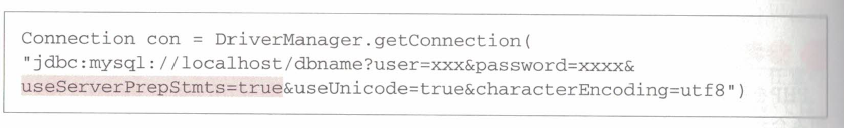 Connection con = DriverManager.getConnection(
"jdbc:mysql://localhost/dbname?user=xxx&password=xxxx&
useServerPrepStmts=true&useUnicode=true&characterEncoding=utf8")